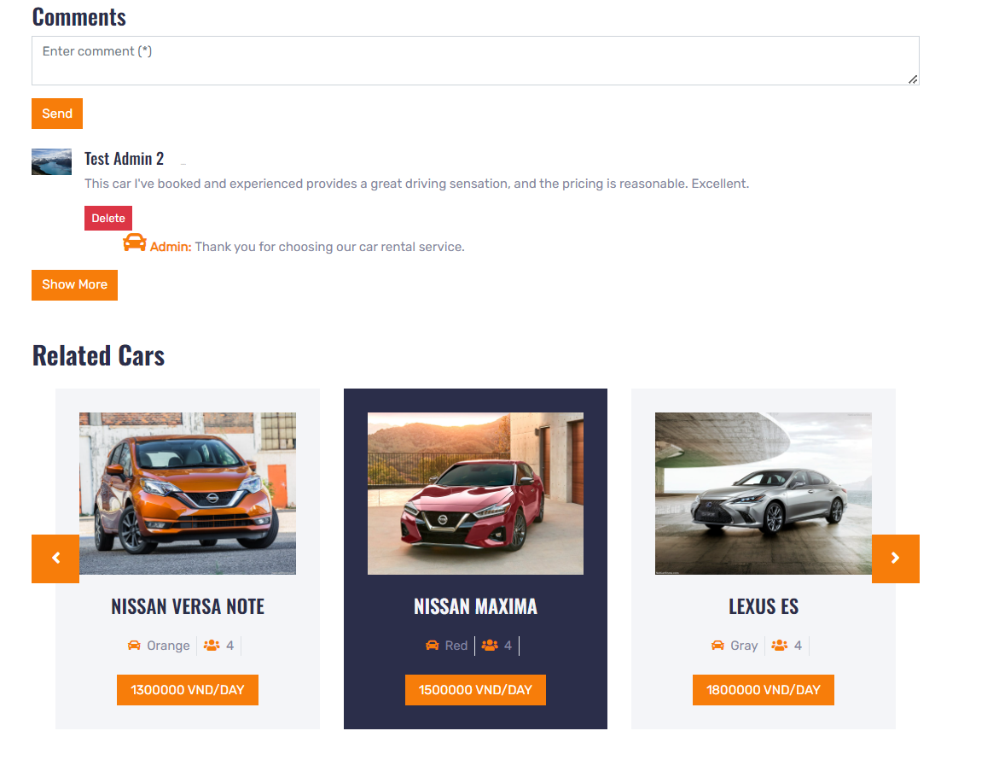 Comments
Enter comment (*)
Send
Test Admin 2
This car I've booked and experienced provides a great driving sensation, and the pricing is reasonable. Excellent.
Delete
Admin: Thank you for choosing our car rental service.
Show More
Related Cars
NISSAN VERSA NOTE
Orange 4
1300000 VND/DAY
NISSAN MAXIMA
Red 4
1500000 VND/DAY
LEXUS ES
Gray 4
1800000 VND/DAY